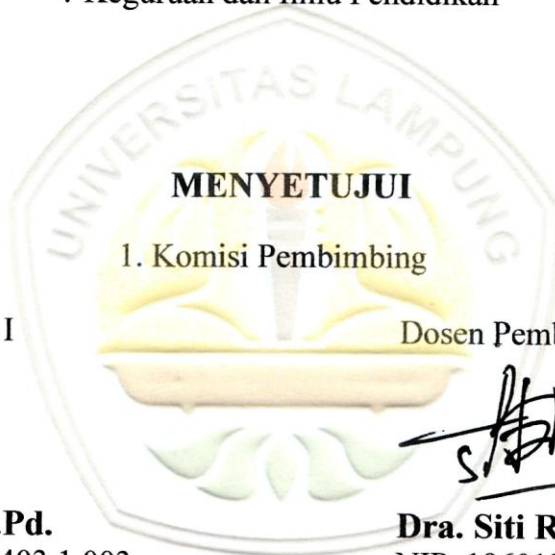 Keguruan dan Ilmu Pendidikan
UNIVERSITAS LAMPUNG
MENYETUJUI
1. Komisi Pembimbing
I
Dosen Pemb
.Pd.
Dra. Siti R